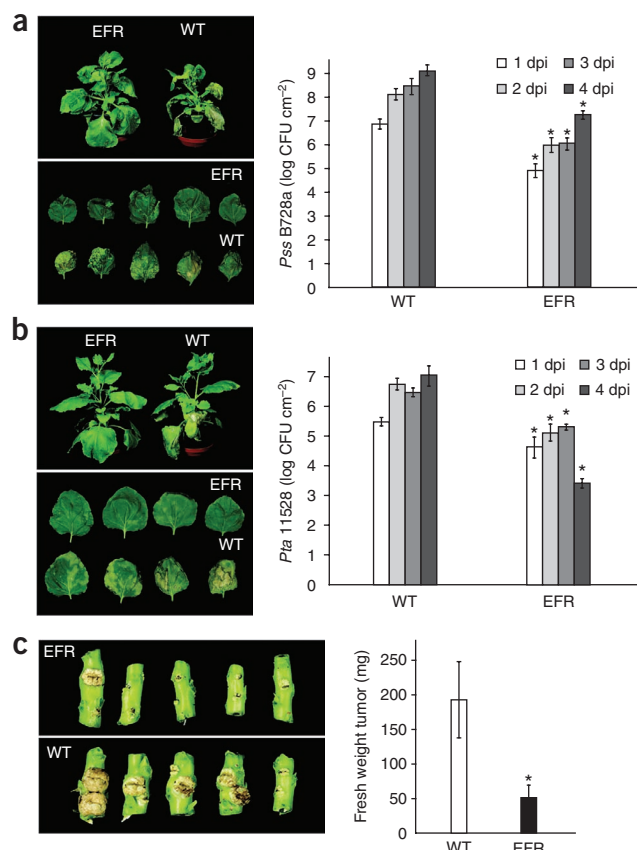 a
EFR WT
EFR
WT
Pss B728a (log CFU cm⁻²)
9
8
7
6
5
4
3
2
1
0
1 dpi 3 dpi
2 dpi 4 dpi
* * * *
WT EFR
b
EFR WT
EFR
WT
Pta 11528 (log CFU cm⁻²)
7
6
5
4
3
2
1
0
1 dpi 3 dpi
2 dpi 4 dpi
* * * *
WT EFR
c
EFR
WT
Fresh weight tumor (mg)
250
200
150
100
50
0
*
WT EFR